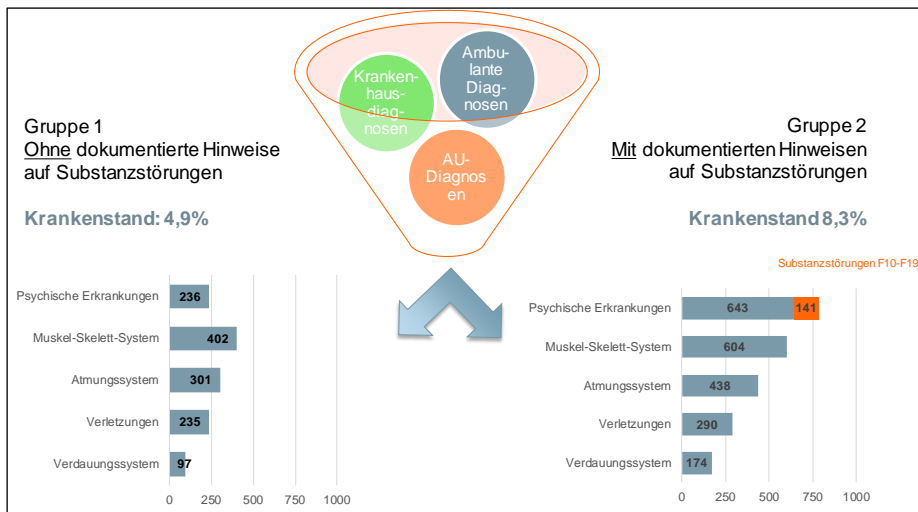 Kranken-
haus-
diag-
nosen
Ambu-
lante
Diag-
nosen
AU-
Diagnos
en
Gruppe 1
Ohne dokumentierte Hinweise
auf Substanzstörungen
Krankenstand: 4,9%
Gruppe 2
Mit dokumentierten Hinweisen
auf Substanzstörungen
Krankenstand 8,3%
Psychische Erkrankungen 236
Muskel-Skelett-System 402
Atmungssystem 301
Verletzungen 235
Verdauungssystem 97
0 250 500 750 1000
Substanzstörungen F10-F19
Psychische Erkrankungen 643 141
Muskel-Skelett-System 604
Atmungssystem 438
Verletzungen 290
Verdauungssystem 174
0 250 500 750 1000